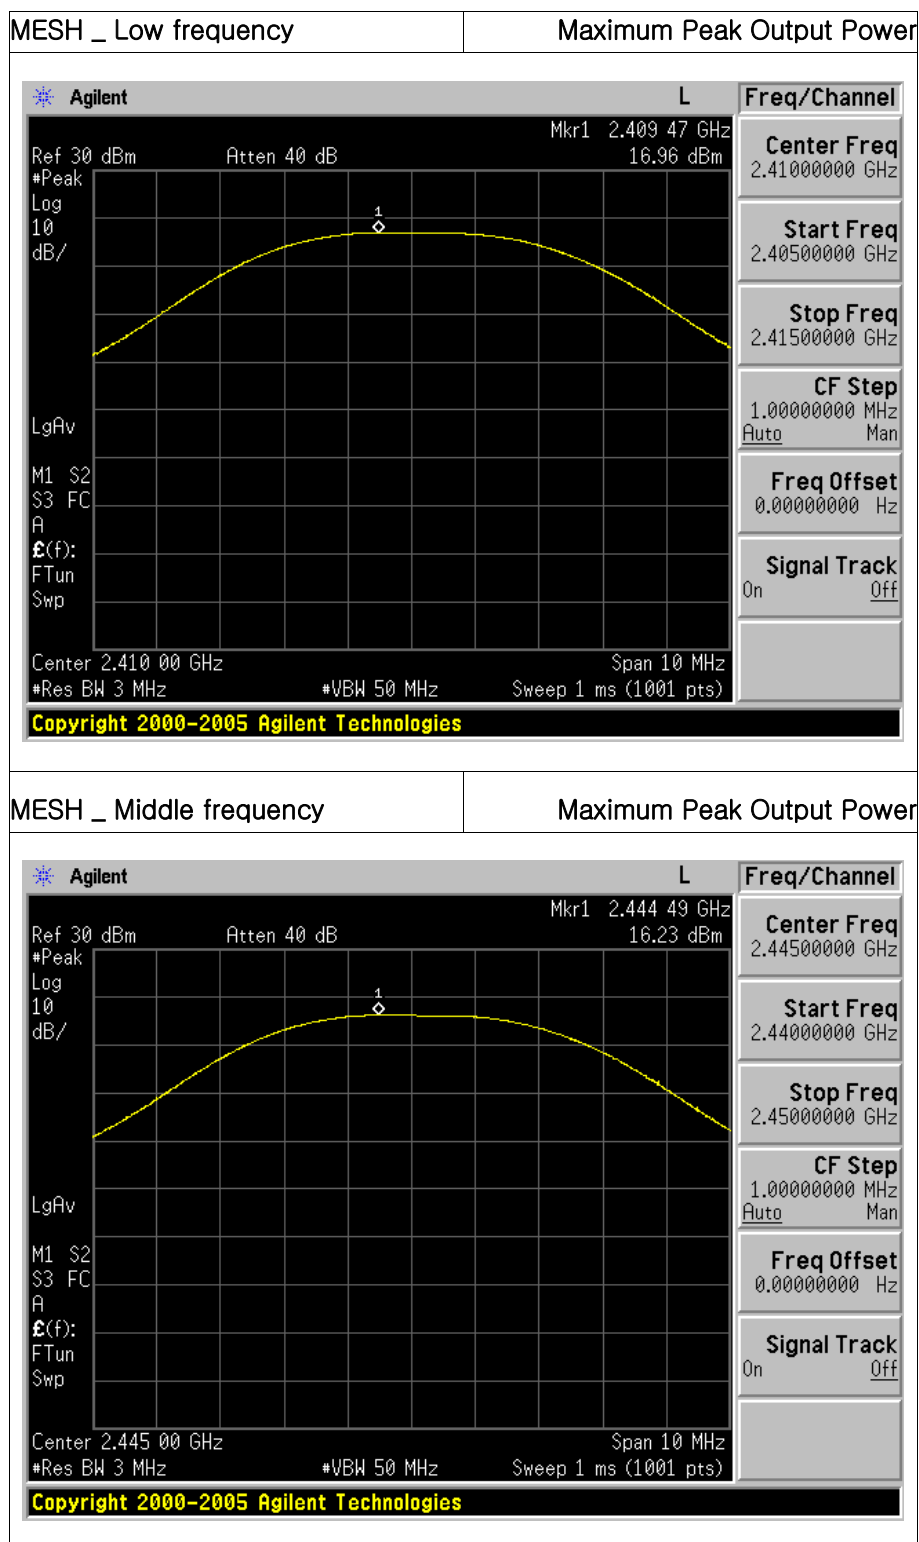 MESH _ Low frequency Maximum Peak Output Power
Agilent L Freq/Channel
Mkr1 2.409 47 GHz
Ref 30 dBm Atten 40 dB 16.96 dBm
#Peak
Log
10
dB/
1
LgAv
M1 S2
S3 FC
A
£(f):
FTun
Swp
Center 2.410 00 GHz Span 10 MHz
#Res BW 3 MHz #VBW 50 MHz Sweep 1 ms (1001 pts)
Copyright 2000-2005 Agilent Technologies
Center Freq
2.41000000 GHz
Start Freq
2.40500000 GHz
Stop Freq
2.41500000 GHz
CF Step
1.00000000 MHz
Auto Man
Freq Offset
0.00000000 Hz
Signal Track
On Off
MESH _ Middle frequency Maximum Peak Output Power
Agilent L Freq/Channel
Mkr1 2.444 49 GHz
Ref 30 dBm Atten 40 dB 16.23 dBm
#Peak
Log
10
dB/
1
LgAv
M1 S2
S3 FC
A
£(f):
FTun
Swp
Center 2.445 00 GHz Span 10 MHz
#Res BW 3 MHz #VBW 50 MHz Sweep 1 ms (1001 pts)
Copyright 2000-2005 Agilent Technologies
Center Freq
2.44500000 GHz
Start Freq
2.44000000 GHz
Stop Freq
2.45000000 GHz
CF Step
1.00000000 MHz
Auto Man
Freq Offset
0.00000000 Hz
Signal Track
On Off